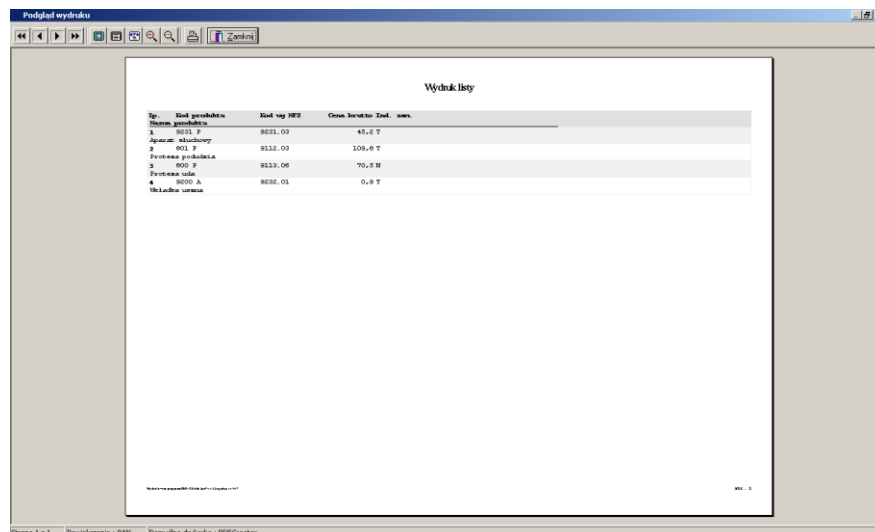 Podgląd wydruku
Zamknij
Wydruk listy
Lp. Kod produktu Kod wg NFZ Cena brutto Ind. zam.
Nazwa produktu
1 9231 P 9231.03 45,2 T
Aparat słuchowy
2 601 P 9112.03 109,8 T
Proteza podudzia
3 600 P 9113.06 70,5 N
Proteza uda
4 9200 A 9232.01 0,9 T
Wkładka uszna